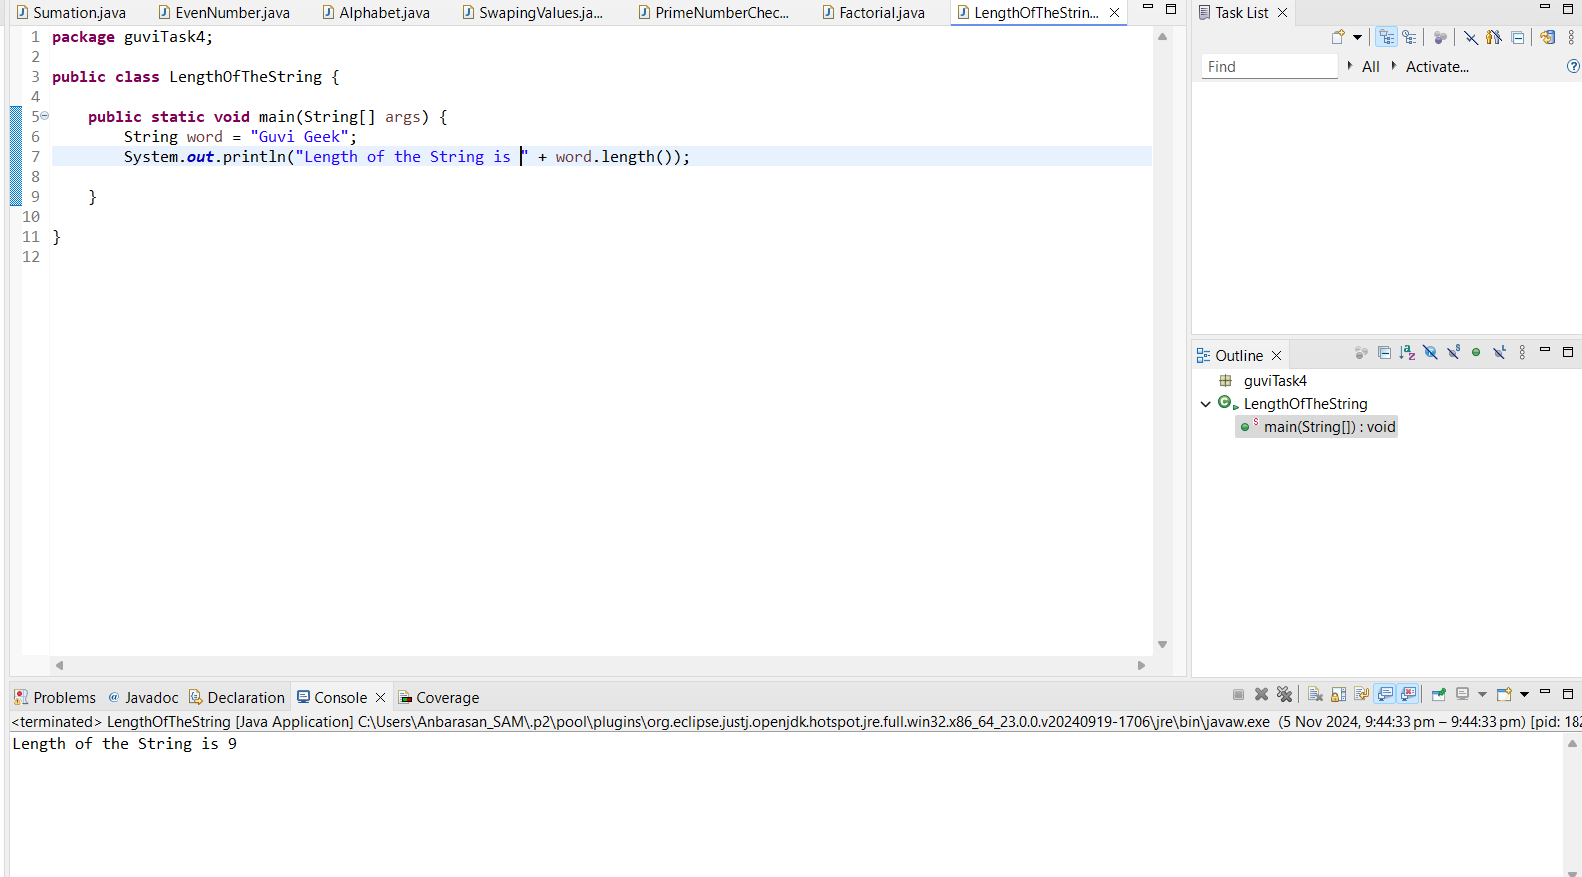 Sumation.java EvenNumber.java Alphabet.java SwapingValues.ja... PrimeNumberChec... Factorial.java LengthOfTheStrin...
1 package guviTask4;
2
3 public class LengthOfTheString {
4
5 public static void main(String[] args) {
6 String word = "Guvi Geek";
7 System.out.println("Length of the String is " + word.length());
8
9 }
10
11 }
12
Task List
Find All Activate...
Outline
guviTask4
LengthOfTheString
main(String[]) : void
Problems @ Javadoc Declaration Console Coverage
<terminated> LengthOfTheString [Java Application] C:\Users\Anbarasan_SAM\.p2\pool\plugins\org.eclipse.justj.openjdk.hotspot.jre.full.win32.x86_64_23.0.0.v20240919-1706\jre\bin\javaw.exe (5 Nov 2024, 9:44:33 pm – 9:44:33 pm) [pid: 182
Length of the String is 9